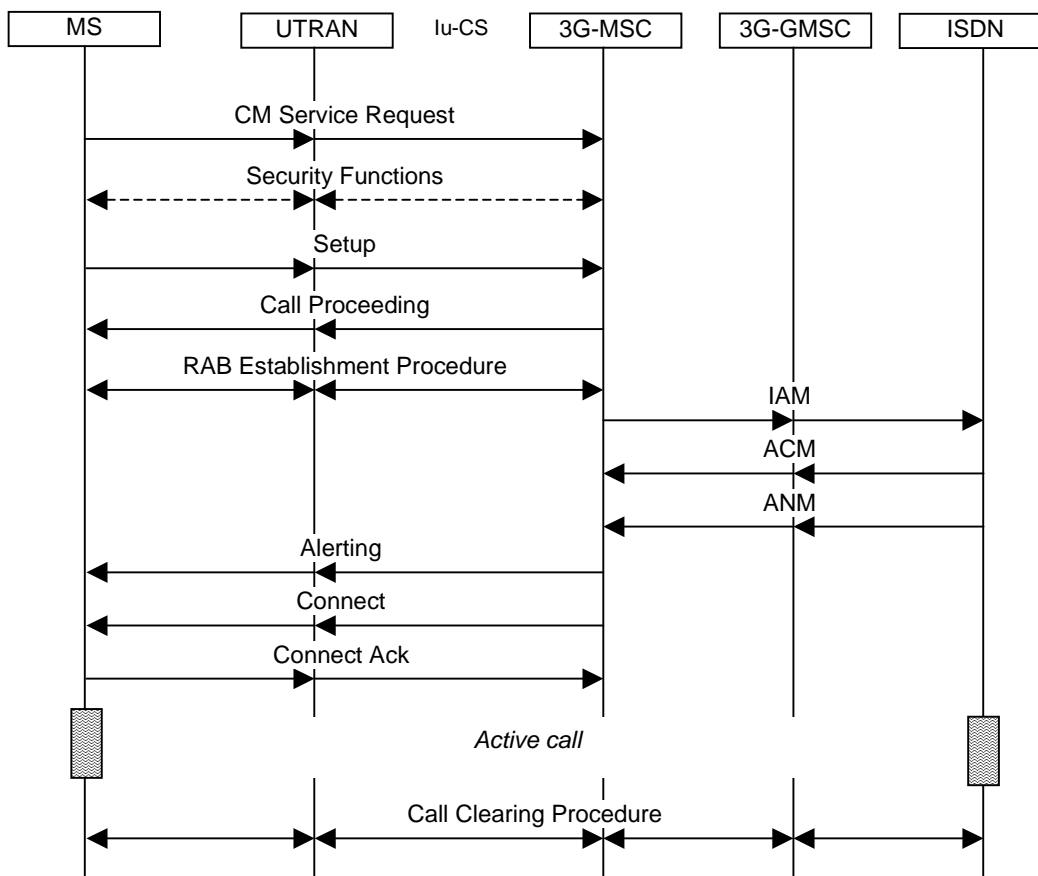 MS UTRAN Iu-CS 3G-MSC 3G-GMSC ISDN
CM Service Request
Security Functions
Setup
Call Proceeding
RAB Establishment Procedure
IAM
ACM
ANM
Alerting
Connect
Connect Ack
Active call
Call Clearing Procedure